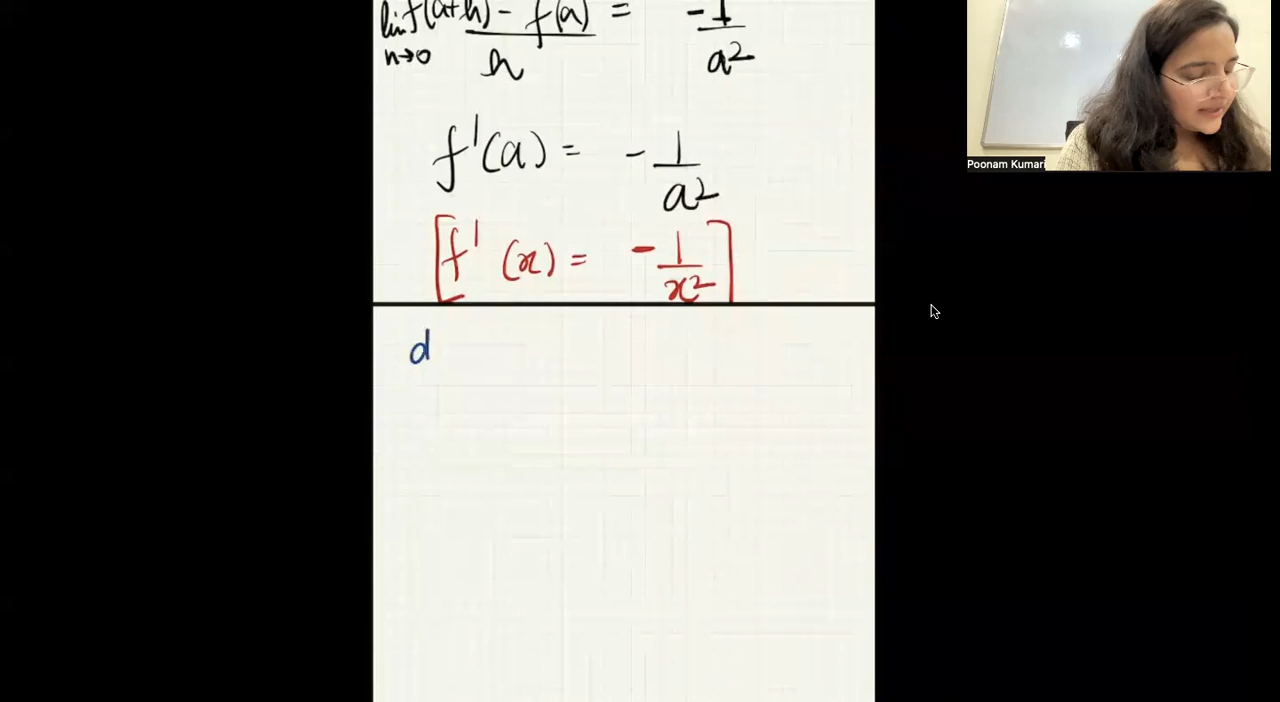 lim f(a+h) - f(a) = -1
h→0 h a²
f'(a) = - 1
a²
[f'(x) = - 1
x²]
d
Poonam Kumari